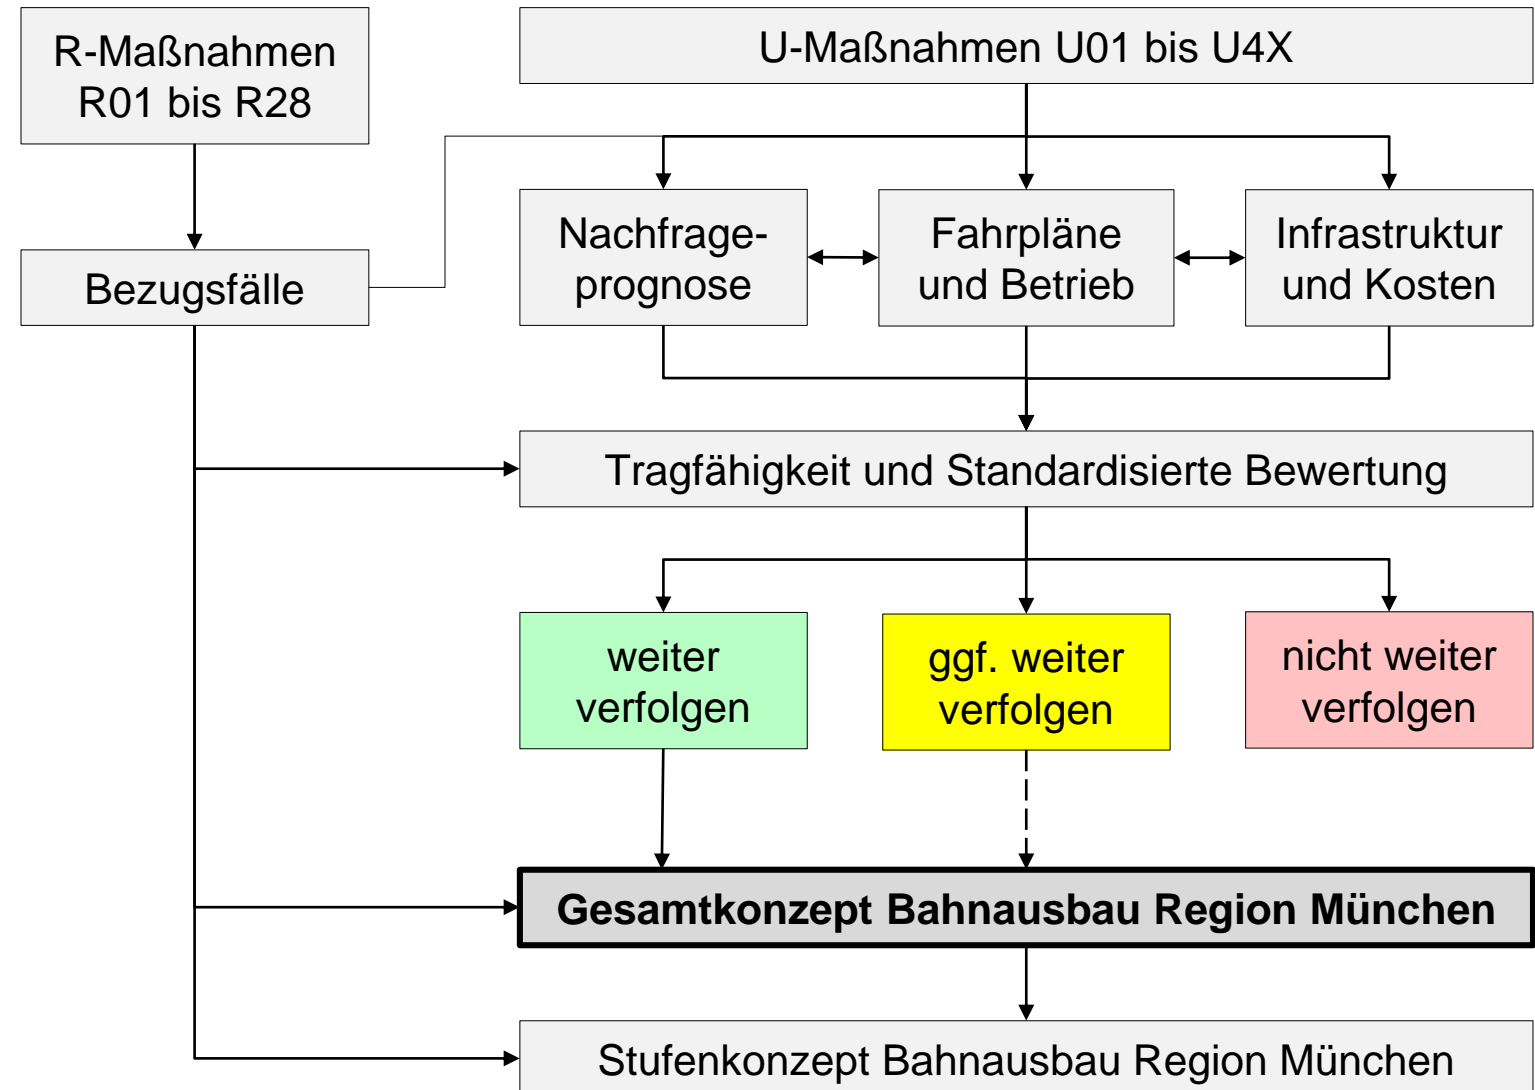 R-Maßnahmen
R01 bis R28
U-Maßnahmen U01 bis U4X
Bezugsfälle
Nachfrage-
prognose
Fahrpläne
und Betrieb
Infrastruktur
und Kosten
Tragfähigkeit und Standardisierte Bewertung
weiter
verfolgen
ggf. weiter
verfolgen
nicht weiter
verfolgen
Gesamtkonzept Bahnausbau Region München
Stufenkonzept Bahnausbau Region München